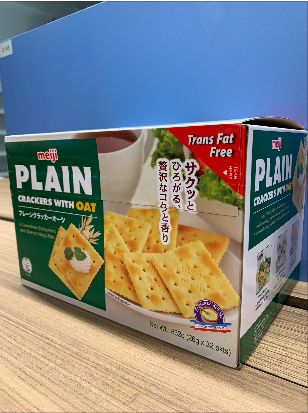 meiji
PLAIN
CRACKERS WITH OAT
プレーンクラッカーオーツ
サクッと
ひろがる、
贅沢なコクと香り
Trans Fat
Free
meiji
PLAIN
CRACKERS WITH OAT